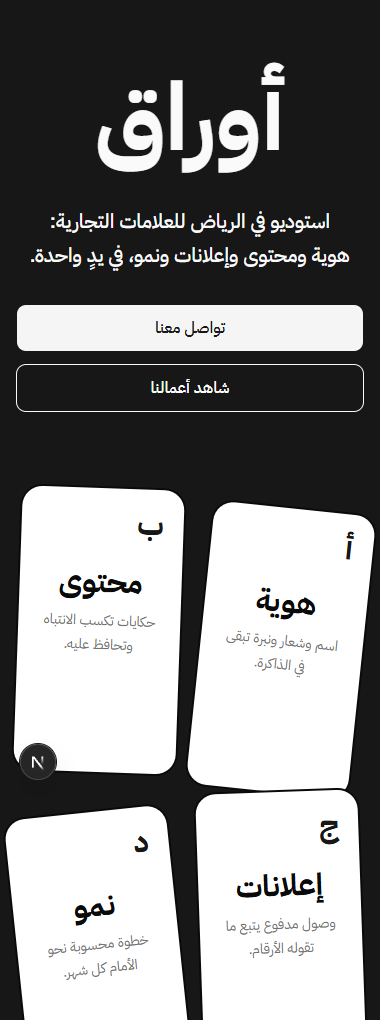 أوراق
استوديو في الرياض للعلامات التجارية:
هوية ومحتوى وإعلانات ونمو، في يدٍ واحدة.
تواصل معنا
شاهد أعمالنا
أ
هوية
اسم وشعار ونبرة تبقى
في الذاكرة.
ب
محتوى
حكايات تكسب الانتباه
وتحافظ عليه.
N
ج
إعلانات
وصول مدفوع يتبع ما
تقوله الأرقام.
د
نمو
خطوة محسوبة نحو
الأمام كل شهر.